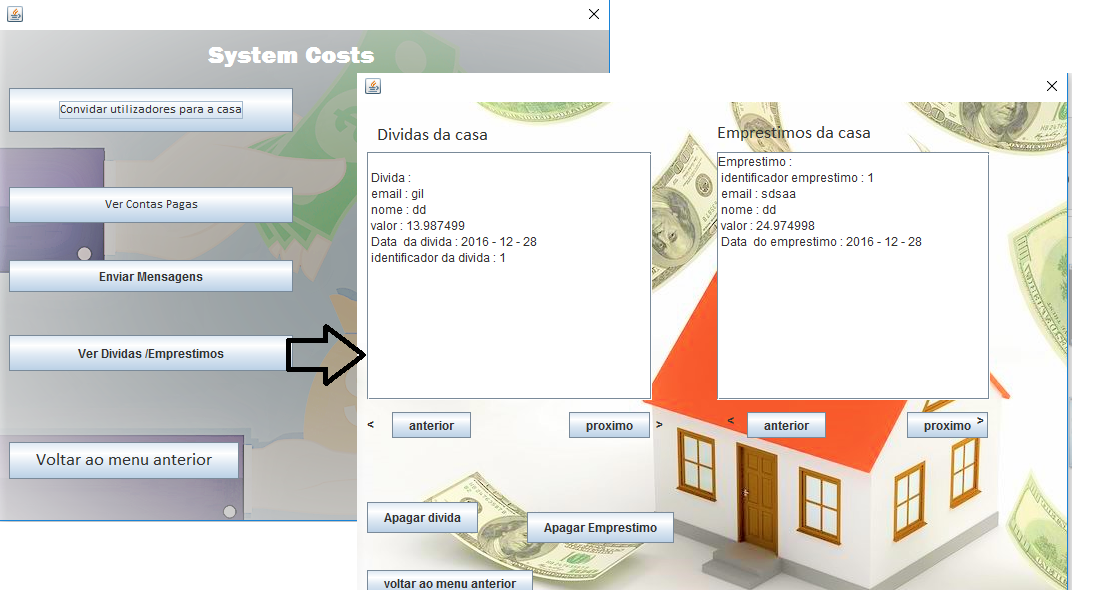 System Costs
Convidar utilizadores para a casa
Ver Contas Pagas
Enviar Mensagens
Ver Dividas /Emprestimos
Voltar ao menu anterior
Dividas da casa
Divida :
email : gil
nome : dd
valor : 13.987499
Data da divida : 2016 - 12 - 28
identificador da divida : 1
< anterior proximo >
Emprestimos da casa
Emprestimo :
identificador emprestimo : 1
email : sdsaa
nome : dd
valor : 24.974998
Data do emprestimo : 2016 - 12 - 28
< anterior proximo >
Apagar divida
Apagar Emprestimo
voltar ao menu anterior